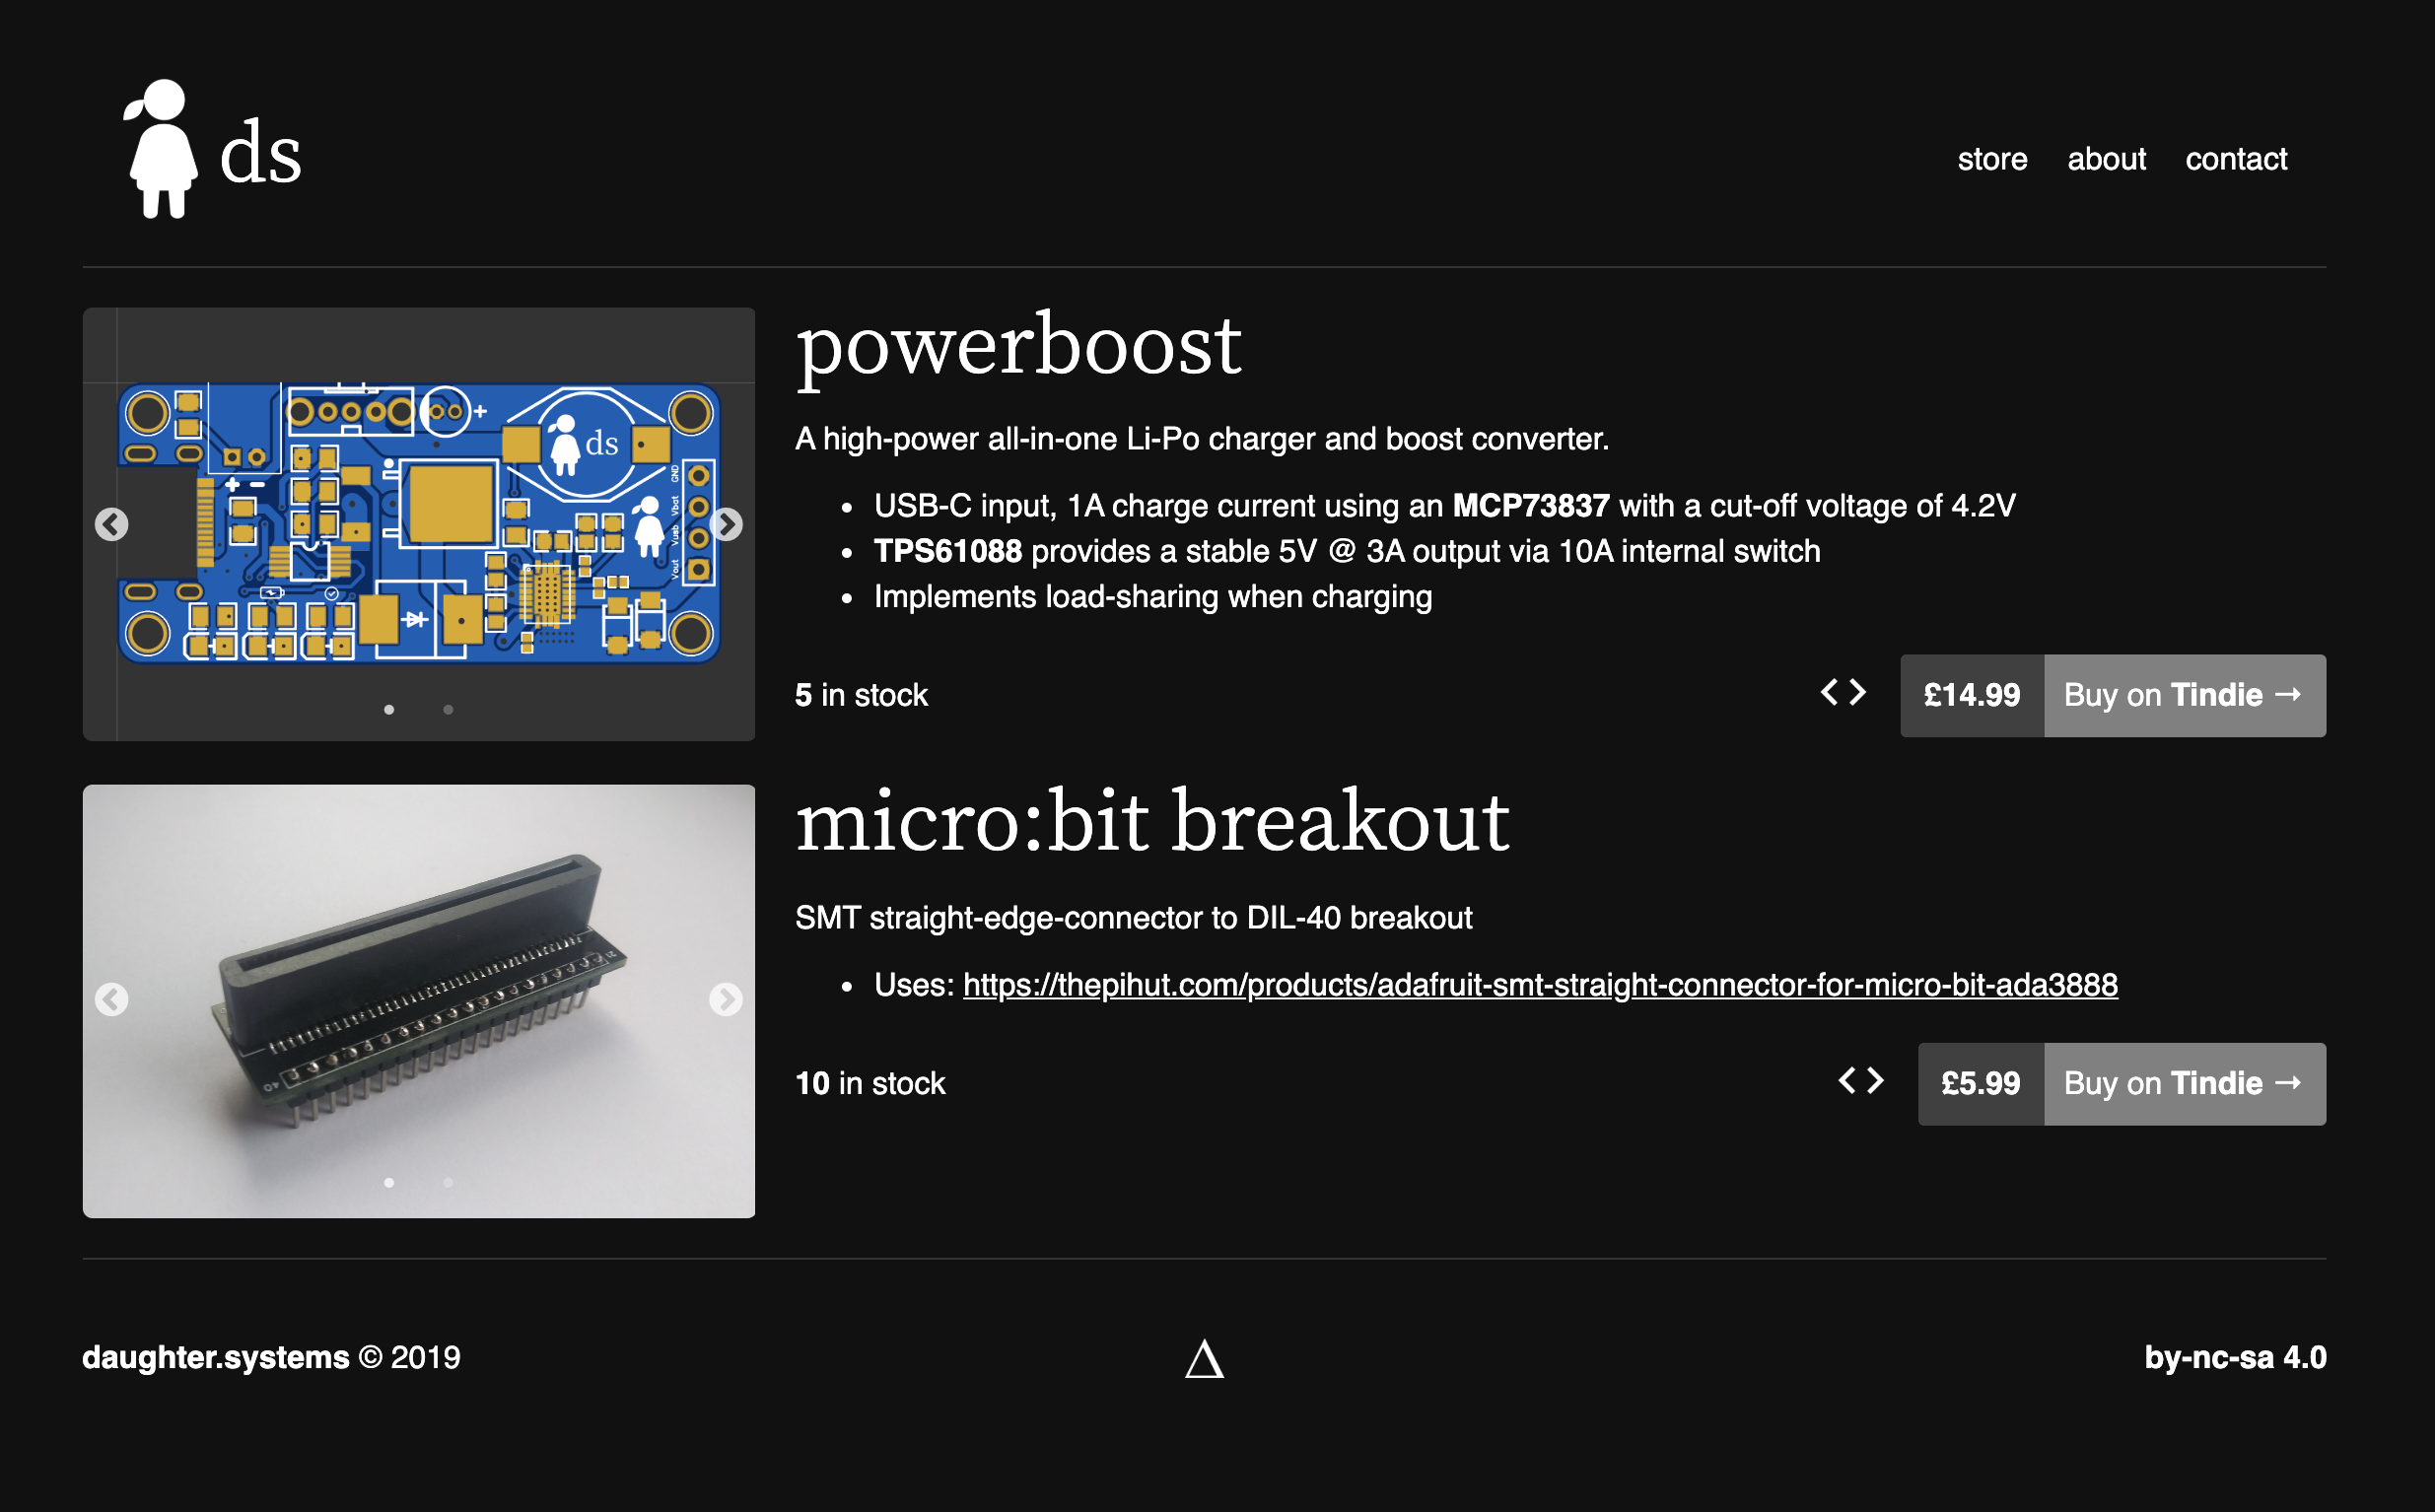 ds
store about contact
powerboost
A high-power all-in-one Li-Po charger and boost converter.
USB-C input, 1A charge current using an MCP73837 with a cut-off voltage of 4.2V
TPS61088 provides a stable 5V @ 3A output via 10A internal switch
Implements load-sharing when charging
ds
+
+ −
GND
Vbat
Vusb
Vout
5 in stock
<> £14.99 Buy on Tindie →
micro:bit breakout
SMT straight-edge-connector to DIL-40 breakout
Uses: https://thepihut.com/products/adafruit-smt-straight-connector-for-micro-bit-ada3888
21
40
10 in stock
<> £5.99 Buy on Tindie →
daughter.systems © 2019
Δ
by-nc-sa 4.0